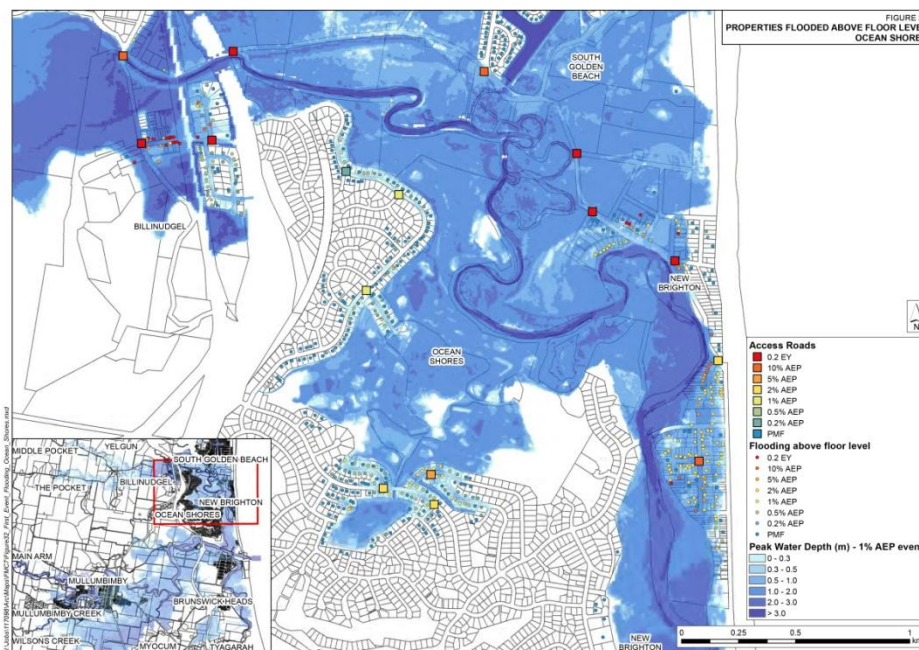 FIGURE
PROPERTIES FLOODED ABOVE FLOOR LEVE
OCEAN SHORE
SOUTH
GOLDEN
BEACH
BILLINUDGEL
NEW
BRIGHTON
OCEAN
SHORES
N
Access Roads
0.2 EY
10% AEP
5% AEP
2% AEP
1% AEP
0.5% AEP
0.2% AEP
PMF
Flooding above floor level
0.2 EY
10% AEP
5% AEP
2% AEP
1% AEP
0.5% AEP
0.2% AEP
PMF
Peak Water Depth (m) - 1% AEP even
0 - 0.3
0.3 - 0.5
0.5 - 1.0
1.0 - 2.0
2.0 - 3.0
> 3.0
0 0.25 0.5 1
km
NEW
BRIGHTON
YELGUN
MIDDLE POCKET
SOUTH GOLDEN BEACH
BILLINUDGEL
THE POCKET
NEW BRIGHTON
OCEAN SHORES
MAIN ARM
MULLUMBIMBY
BRUNSWICK HEADS
MULLUMBIMBY CREEK
WILSONS CREEK
MYOCUM
TYAGARAH